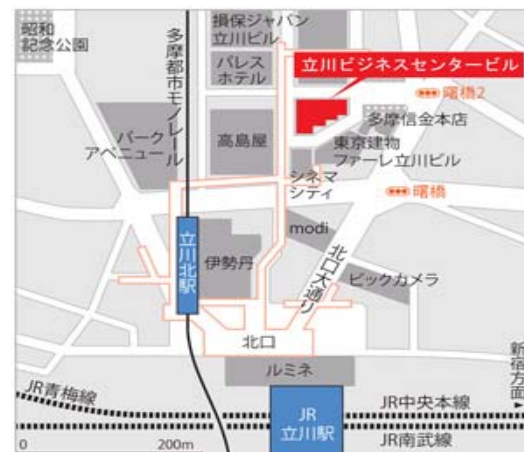 昭和
記念公園
多摩都市モノレール
損保ジャパン
立川ビル
パレス
ホテル
立川ビジネスセンタービル
曙橋2
多摩信金本店
パーク
アベニュー
高島屋
東京建物
ファーレ立川ビル
シネマ
シティ
曙橋
modi
立川北駅
伊勢丹
北口大通り
ビックカメラ
北口
ルミネ
新宿方面
JR青梅線
JR
立川駅
JR中央本線
JR南武線
0
200m